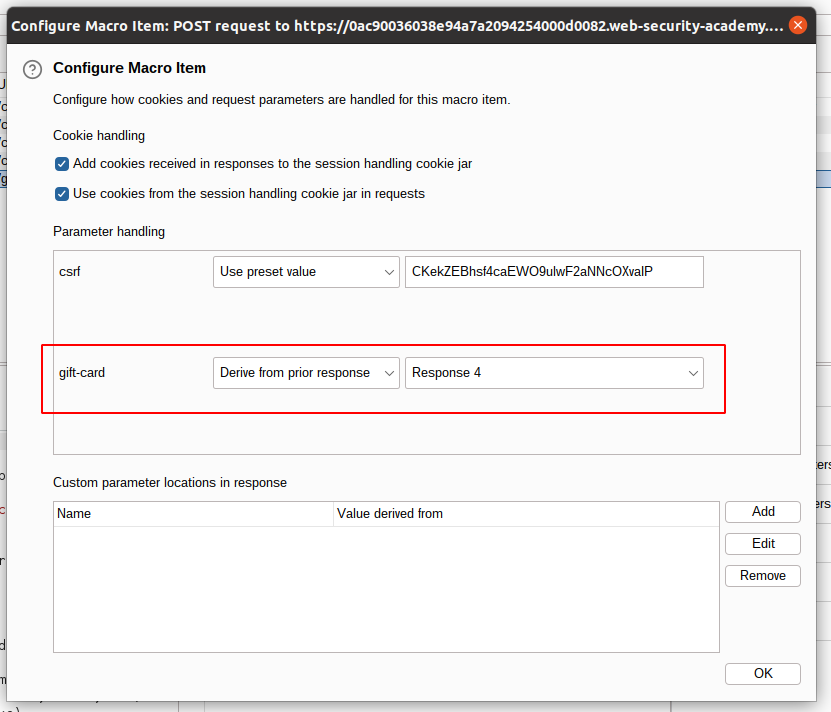 Configure Macro Item: POST request to https://0ac90036038e94a7a2094254000d0082.web-security-academy....
Configure Macro Item
Configure how cookies and request parameters are handled for this macro item.
Cookie handling
Add cookies received in responses to the session handling cookie jar
Use cookies from the session handling cookie jar in requests
Parameter handling
csrf Use preset value CKekZEBhsf4caEWO9ulwF2aNNcOXvaIP
gift-card Derive from prior response Response 4
Custom parameter locations in response
Name Value derived from
Add
Edit
Remove
OK